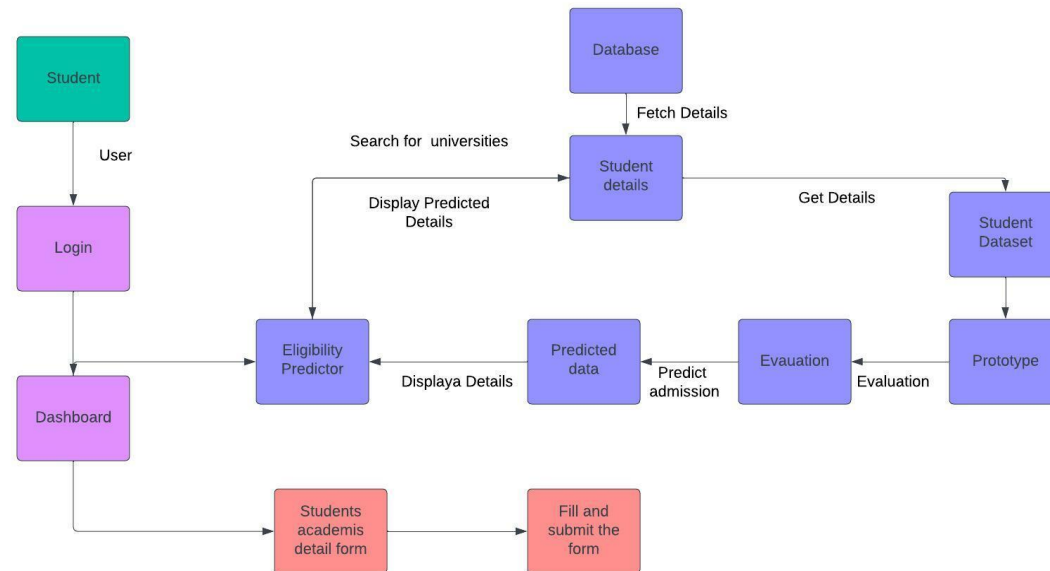 Database
Student
Fetch Details
User
Search for universities
Student
details
Display Predicted
Details
Get Details
Student
Dataset
Login
Eligibility
Predictor
Displaya Details
Predicted
data
Predict
admission
Evauation
Evaluation
Prototype
Dashboard
Students
academis
detail form
Fill and
submit the
form